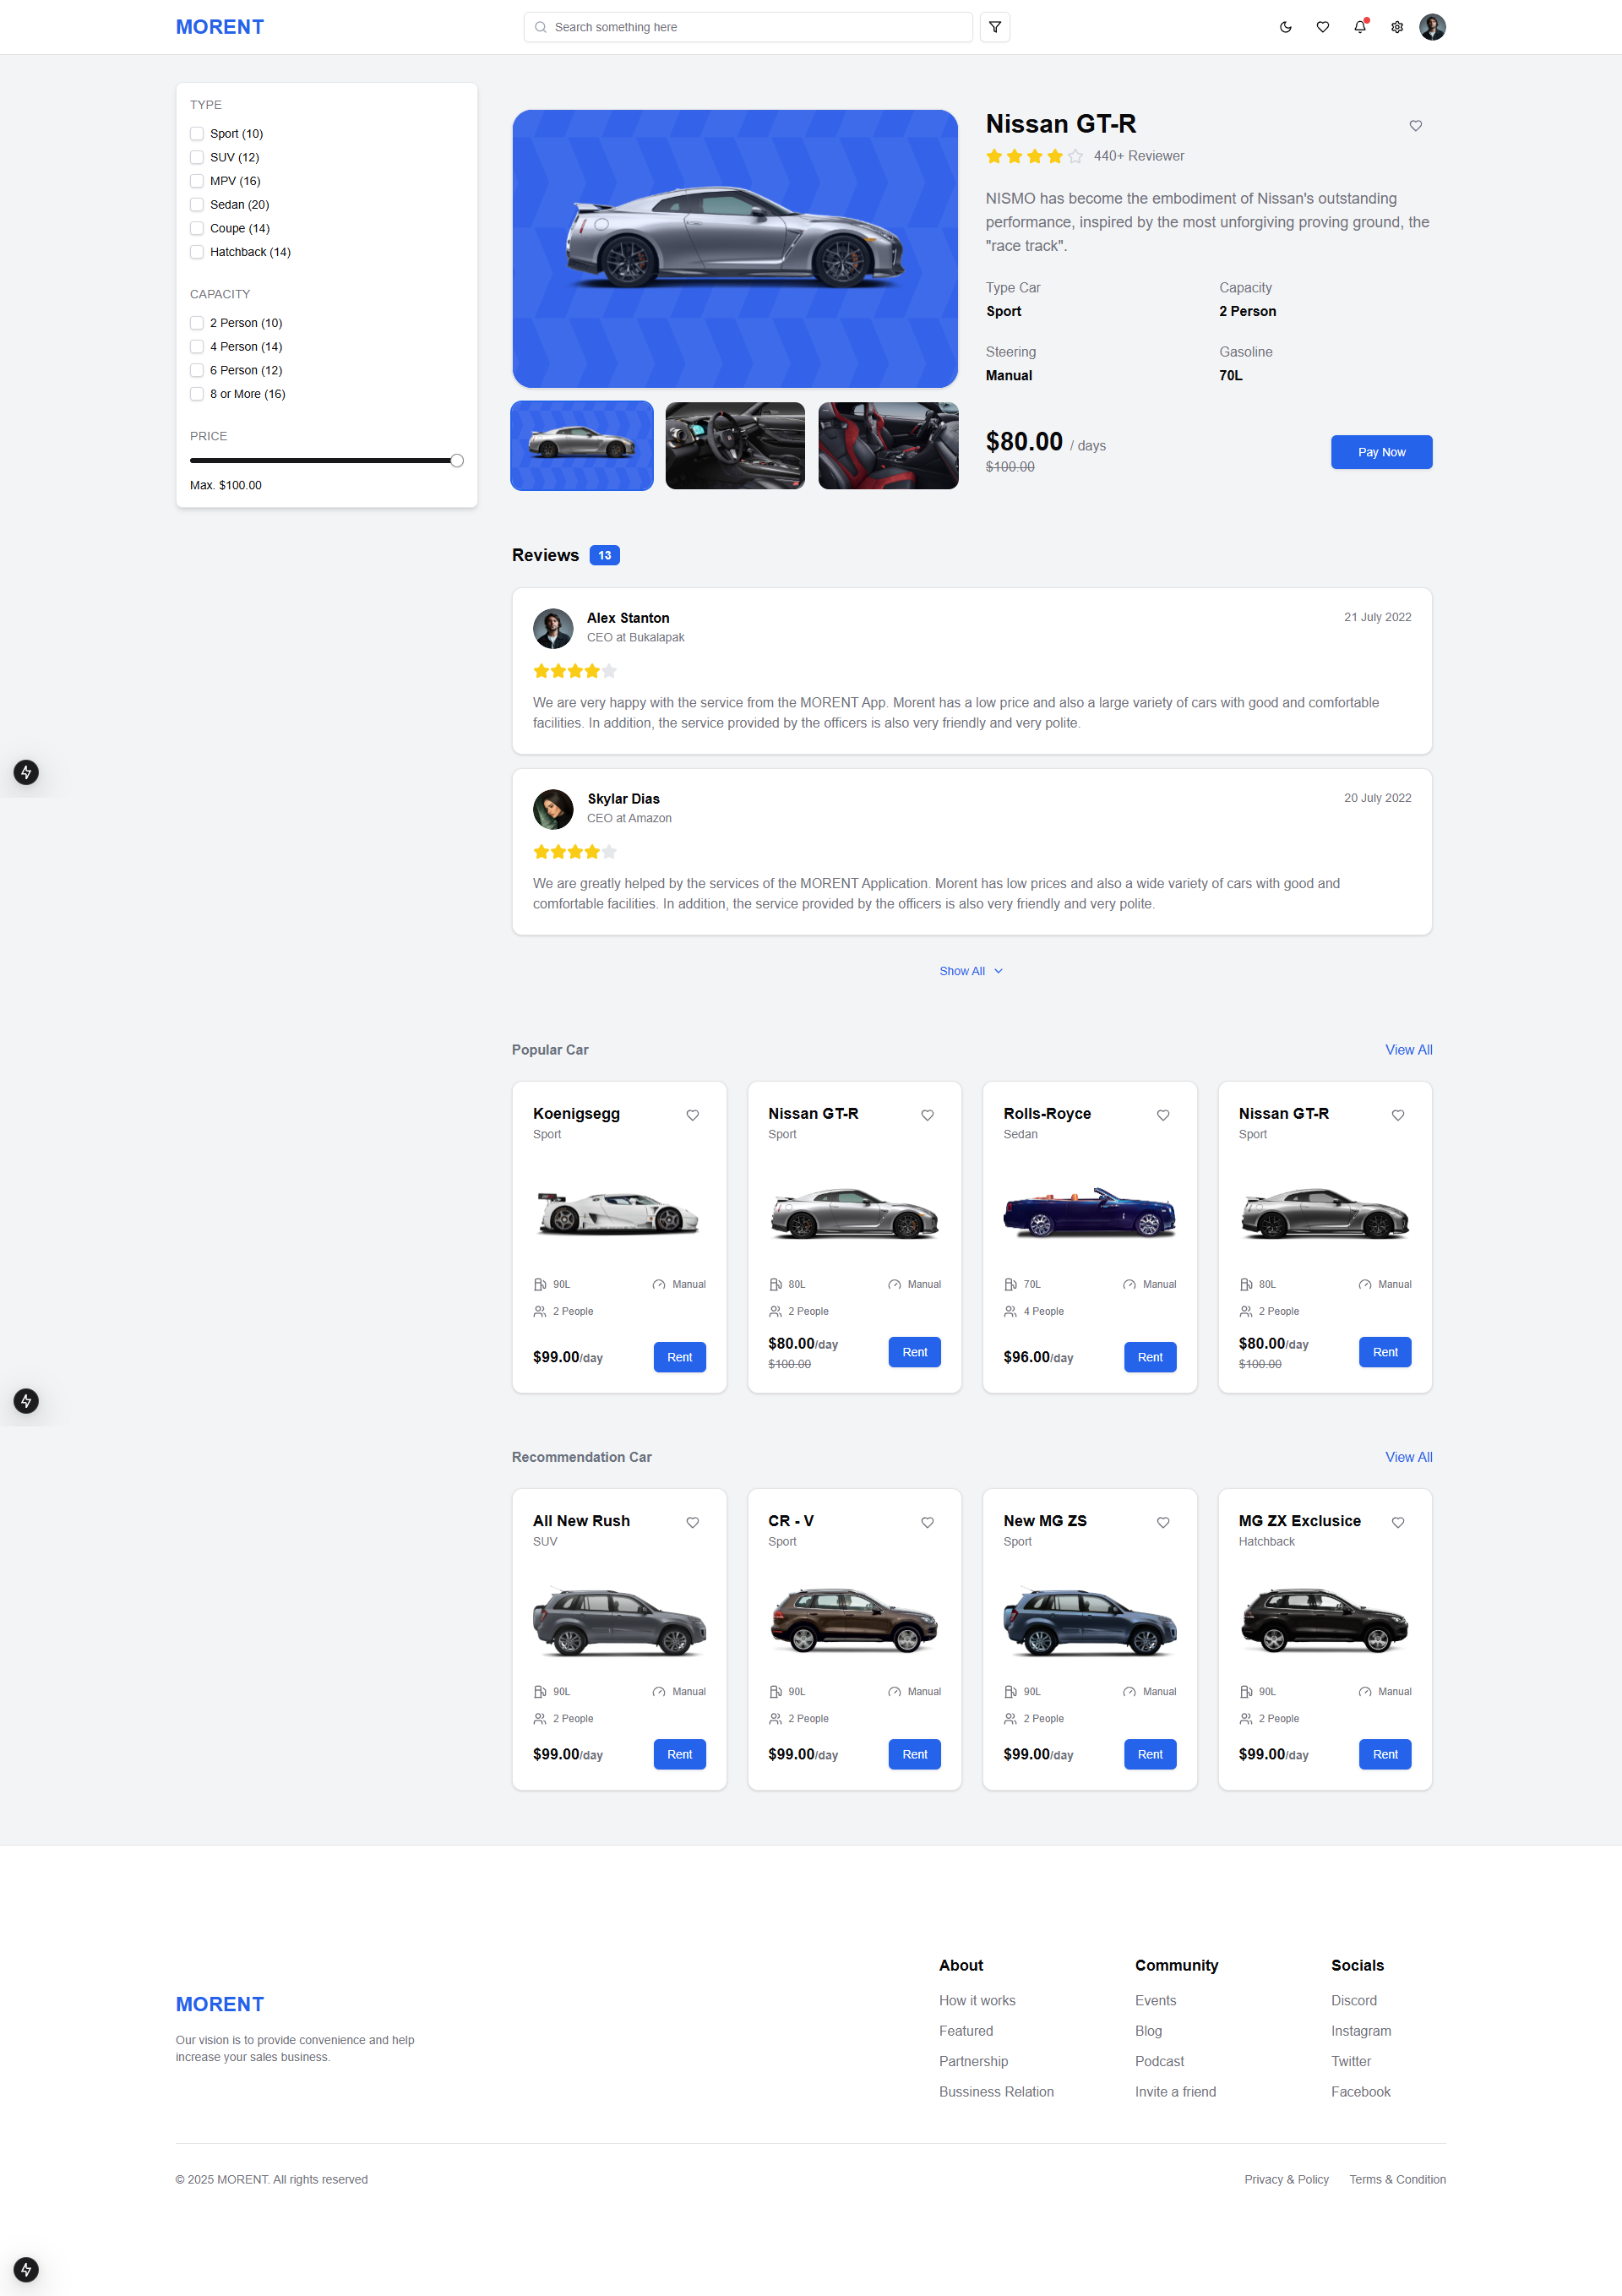 MORENT
Search something here
TYPE
Sport (10)
SUV (12)
MPV (16)
Sedan (20)
Coupe (14)
Hatchback (14)
CAPACITY
2 Person (10)
4 Person (14)
6 Person (12)
8 or More (16)
PRICE
Max. $100.00
Nissan GT-R
440+ Reviewer
NISMO has become the embodiment of Nissan's outstanding
performance, inspired by the most unforgiving proving ground, the
"race track".
Type Car
Sport
Capacity
2 Person
Steering
Manual
Gasoline
70L
$80.00 / days
$100.00
Pay Now
Reviews 13
Alex Stanton
CEO at Bukalapak
21 July 2022
We are very happy with the service from the MORENT App. Morent has a low price and also a large variety of cars with good and comfortable
facilities. In addition, the service provided by the officers is also very friendly and very polite.
Skylar Dias
CEO at Amazon
20 July 2022
We are greatly helped by the services of the MORENT Application. Morent has low prices and also a wide variety of cars with good and
comfortable facilities. In addition, the service provided by the officers is also very friendly and very polite.
Show All
Popular Car
View All
Koenigsegg
Sport
90L
Manual
2 People
$99.00/day
Rent
Nissan GT-R
Sport
80L
Manual
2 People
$80.00/day
$100.00
Rent
Rolls-Royce
Sedan
70L
Manual
4 People
$96.00/day
Rent
Nissan GT-R
Sport
80L
Manual
2 People
$80.00/day
$100.00
Rent
Recommendation Car
View All
All New Rush
SUV
90L
Manual
2 People
$99.00/day
Rent
CR - V
Sport
90L
Manual
2 People
$99.00/day
Rent
New MG ZS
Sport
90L
Manual
2 People
$99.00/day
Rent
MG ZX Exclusice
Hatchback
90L
Manual
2 People
$99.00/day
Rent
MORENT
Our vision is to provide convenience and help
increase your sales business.
About
How it works
Featured
Partnership
Bussiness Relation
Community
Events
Blog
Podcast
Invite a friend
Socials
Discord
Instagram
Twitter
Facebook
© 2025 MORENT. All rights reserved
Privacy & Policy
Terms & Condition